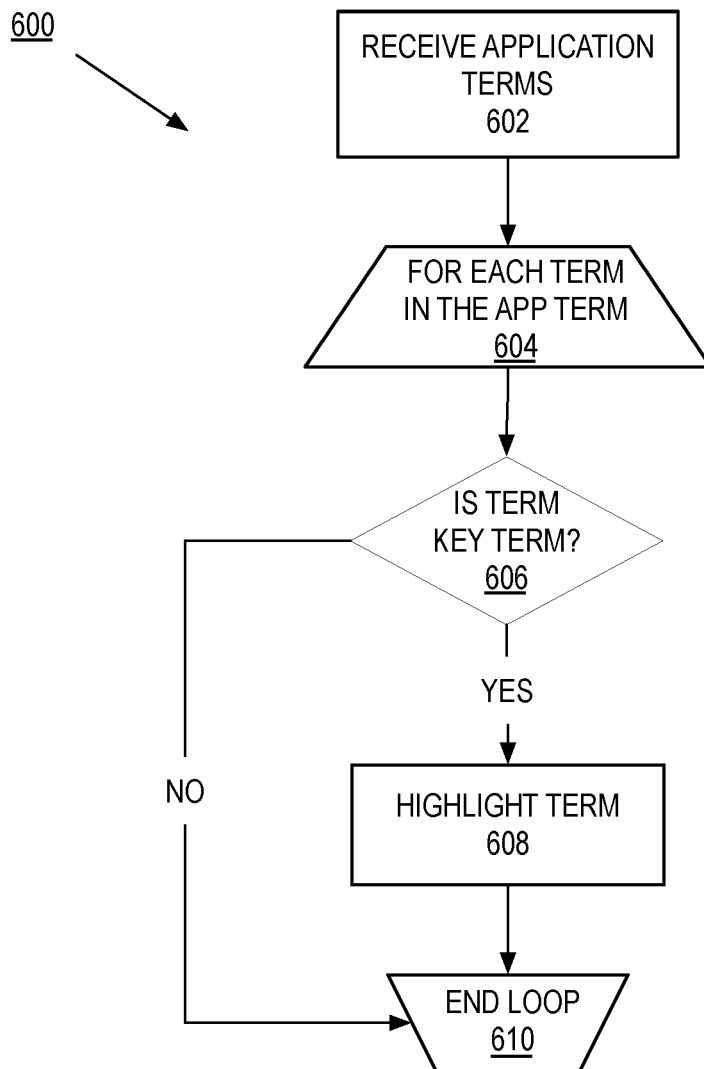 600
RECEIVE APPLICATION
TERMS
602
FOR EACH TERM
IN THE APP TERM
604
IS TERM
KEY TERM?
606
YES
NO
HIGHLIGHT TERM
608
END LOOP
610